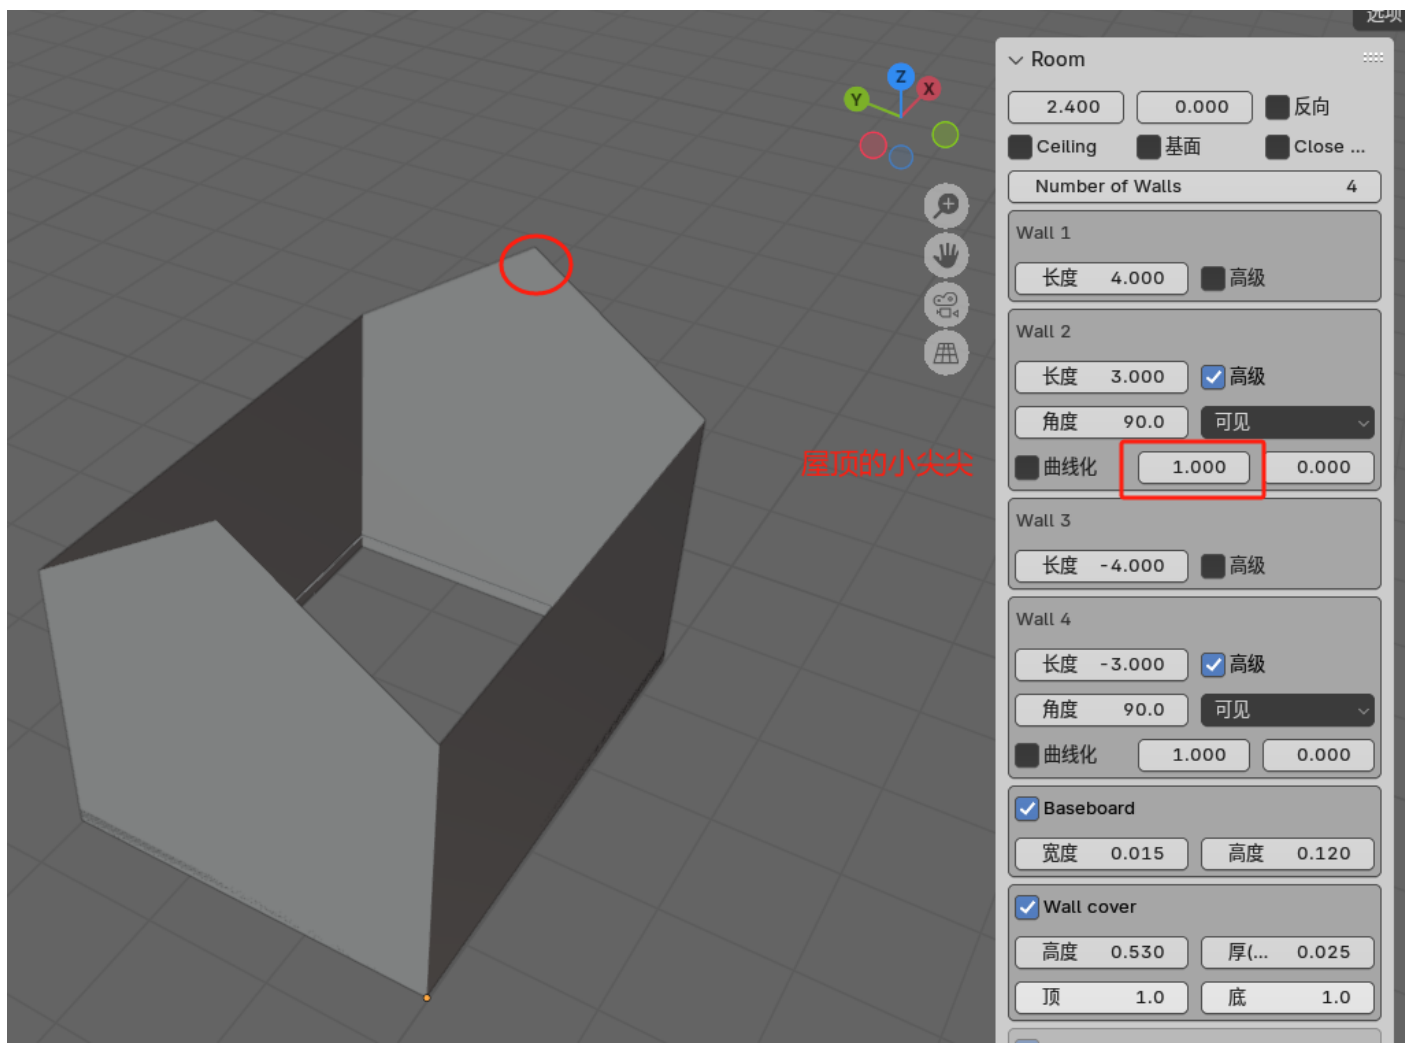 选项
Z
X
Y
Room
2.400 0.000 反向
Ceiling 基面 Close ...
Number of Walls 4
Wall 1
长度 4.000 高级
Wall 2
长度 3.000 高级
角度 90.0 可见
屋顶的小尖尖
曲线化 1.000 0.000
Wall 3
长度 -4.000 高级
Wall 4
长度 -3.000 高级
角度 90.0 可见
曲线化 1.000 0.000
Baseboard
宽度 0.015 高度 0.120
Wall cover
高度 0.530 厚(... 0.025
顶 1.0 底 1.0